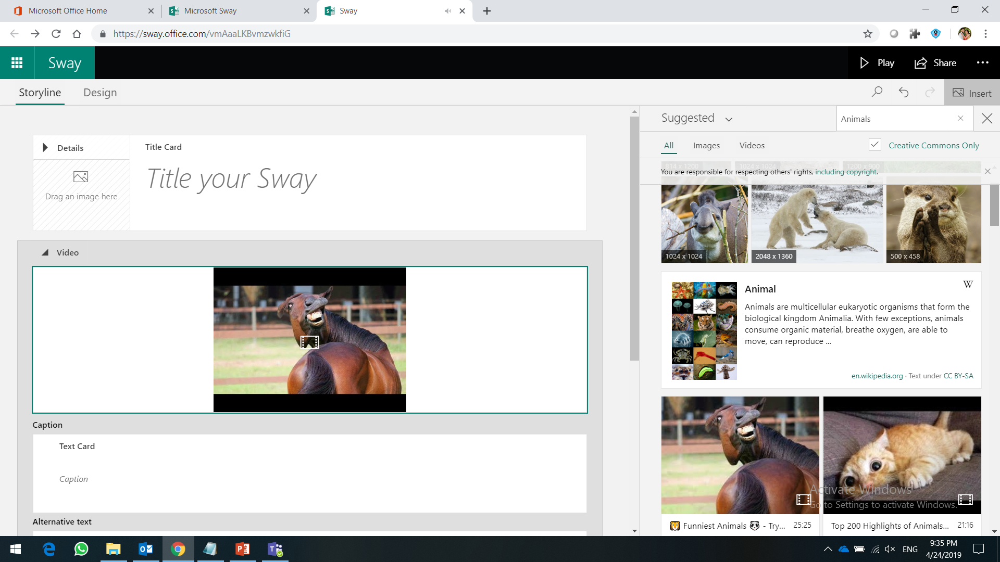 Microsoft Office Home
Microsoft Sway
Sway
https://sway.office.com/vmAaaLKBvmzwkfiG
Sway
Play
Share
Storyline
Design
Insert
Suggested
Animals
All
Images
Videos
Creative Commons Only
814 x 1200
1024 x 1024
1200 x 900
You are responsible for respecting others' rights, including copyright.
Details
Title Card
Title your Sway
Drag an image here
1024 x 1024
2048 x 1360
500 x 458
Video
Animal
W
Animals are multicellular eukaryotic organisms that form the
biological kingdom Animalia. With few exceptions, animals
consume organic material, breathe oxygen, are able to
move, can reproduce ...
en.wikipedia.org · Text under CC BY-SA
Caption
Text Card
Caption
Alternative text
Activate Windows
Go to Settings to activate Windows.
🐯 Funniest Animals 🐼 - Try... 25:25
Top 200 Highlights of Animals... 21:16
ENG
9:35 PM
4/24/2019